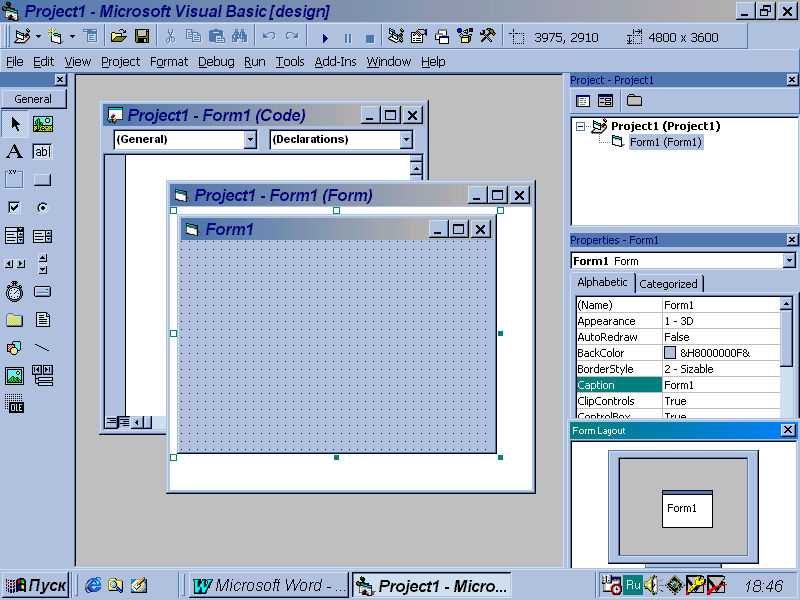 Project1 - Microsoft Visual Basic [design]
3975, 2910
4800 x 3600
File Edit View Project Format Debug Run Tools Add-Ins Window Help
General
A
ab|
xy
OLE
Project1 - Form1 (Code)
(General)
(Declarations)
Project1 - Form1 (Form)
Form1
Project - Project1
Project1 (Project1)
Form1 (Form1)
Properties - Form1
Form1 Form
Alphabetic Categorized
(Name) Form1
Appearance 1 - 3D
AutoRedraw False
BackColor &H8000000F&
BorderStyle 2 - Sizable
Caption Form1
ClipControls True
ControlBox True
Form Layout
Form1
Пуск
Microsoft Word - ...
Project1 - Micro...
Ru
18:46